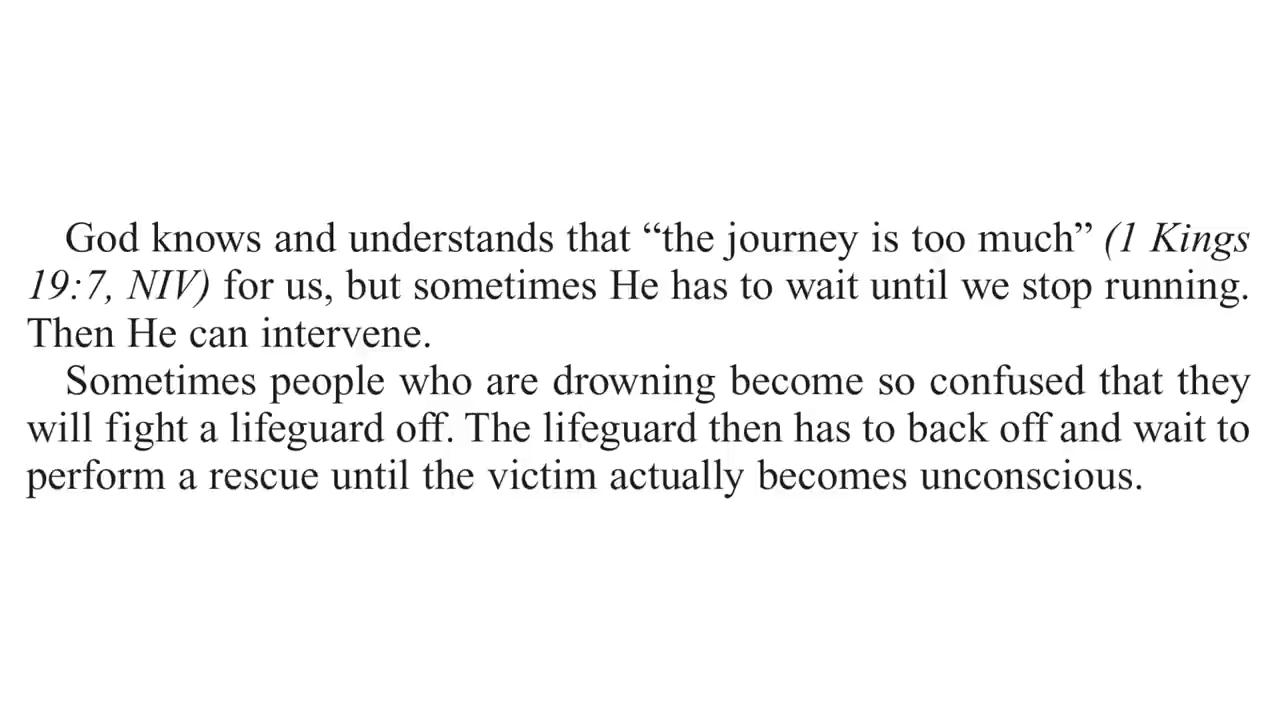 God knows and understands that “the journey is too much” (1 Kings
19:7, NIV) for us, but sometimes He has to wait until we stop running.
Then He can intervene.
Sometimes people who are drowning become so confused that they
will fight a lifeguard off. The lifeguard then has to back off and wait to
perform a rescue until the victim actually becomes unconscious.